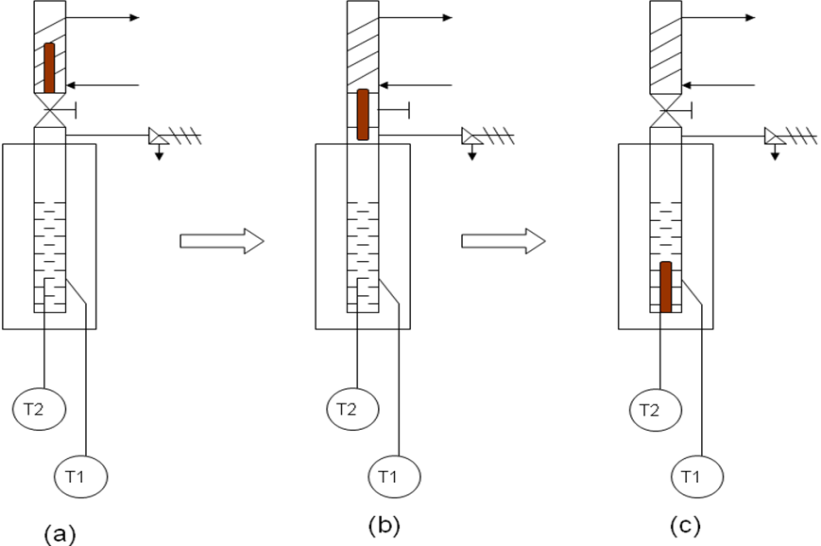 T2 T2 T2
T1 T1 T1
(a) (b) (c)